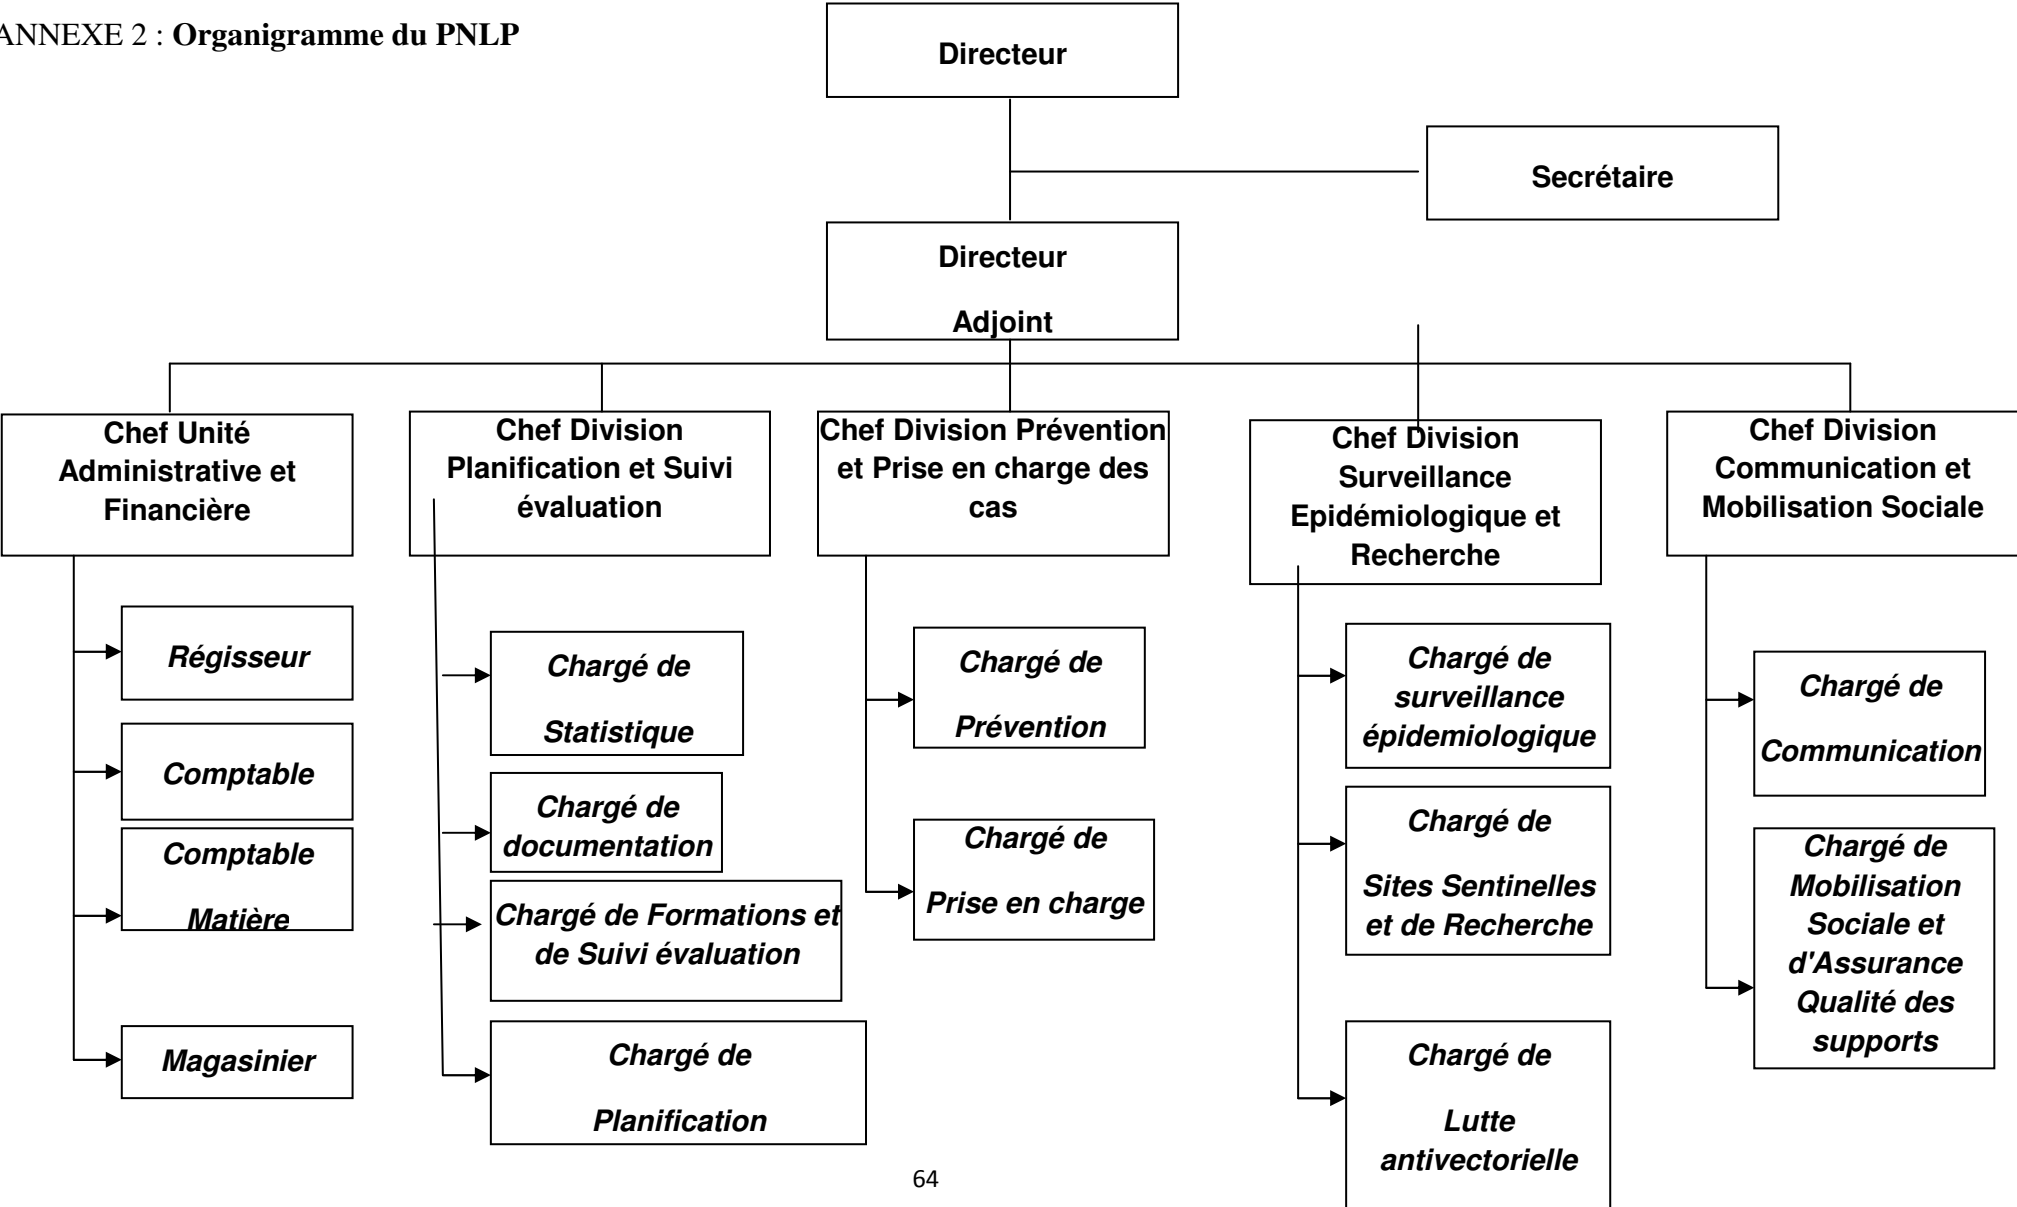 ANNEXE 2 : Organigramme du PNLP
Directeur
Secrétaire
Directeur
Adjoint
Chef Unité
Administrative et
Financière
Chef Division
Planification et Suivi
évaluation
Chef Division Prévention
et Prise en charge des
cas
Chef Division
Surveillance
Epidémiologique et
Recherche
Chef Division
Communication et
Mobilisation Sociale
Régisseur
Comptable
Comptable
Matière
Magasinier
Chargé de
Statistique
Chargé de
documentation
Chargé de Formations et
de Suivi évaluation
Chargé de
Planification
Chargé de
Prévention
Chargé de
Prise en charge
Chargé de
surveillance
épidemiologique
Chargé de
Sites Sentinelles
et de Recherche
Chargé de
Lutte
antivectorielle
Chargé de
Communication
Chargé de
Mobilisation
Sociale et
d'Assurance
Qualité des
supports
64